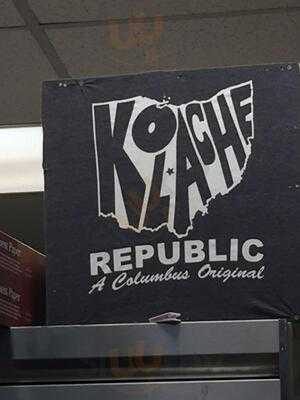 KOLACHE
REPUBLIC
A Columbus Original